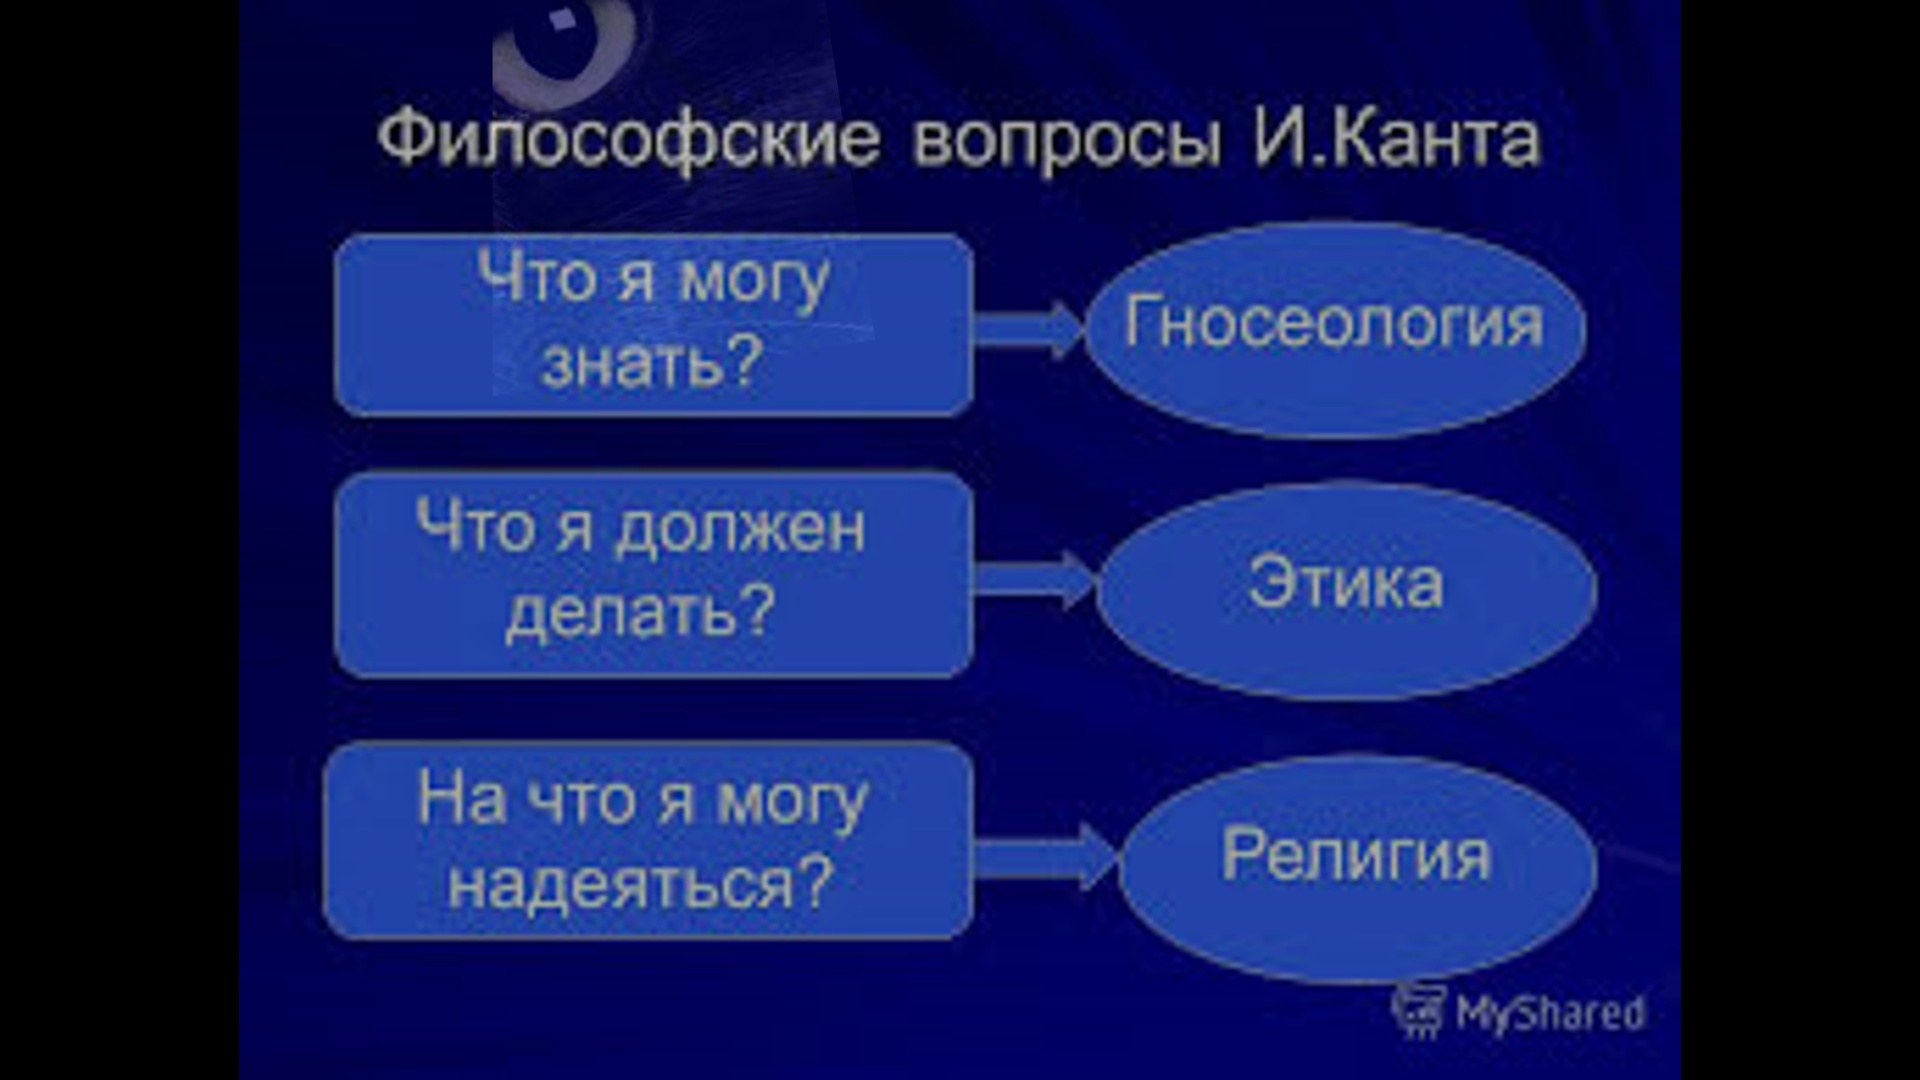 Философские вопросы И.Канта
Что я могу
знать?
Гносеология
Что я должен
делать?
Этика
На что я могу
надеяться?
Религия
MyShared